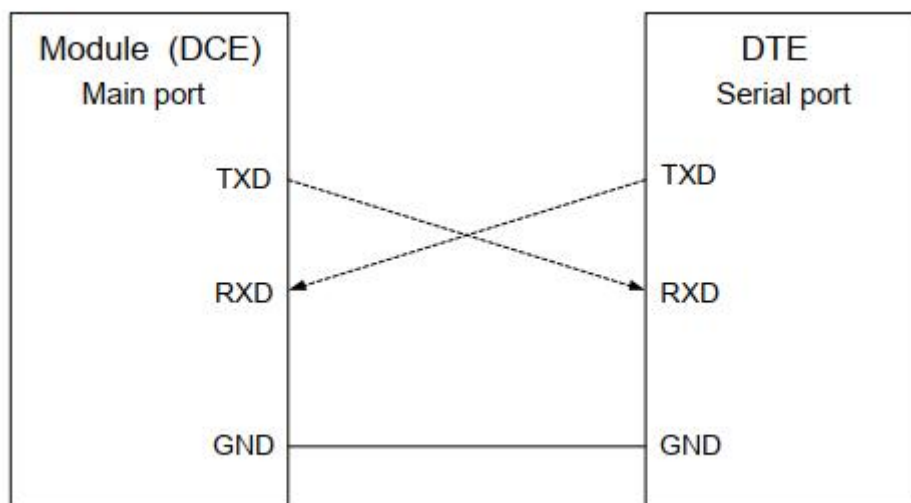 Module (DCE)
Main port
DTE
Serial port
TXD
TXD
RXD
RXD
GND
GND